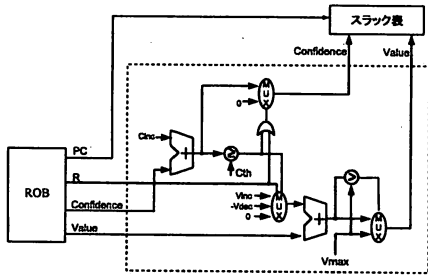 スラック表
Confidence
Value
MUX
0
Cinc
+
≥
Cth
PC
ROB
R
Confidence
Value
Vinc
-Vdec
0
MUX
+
>
MUX
Vmax